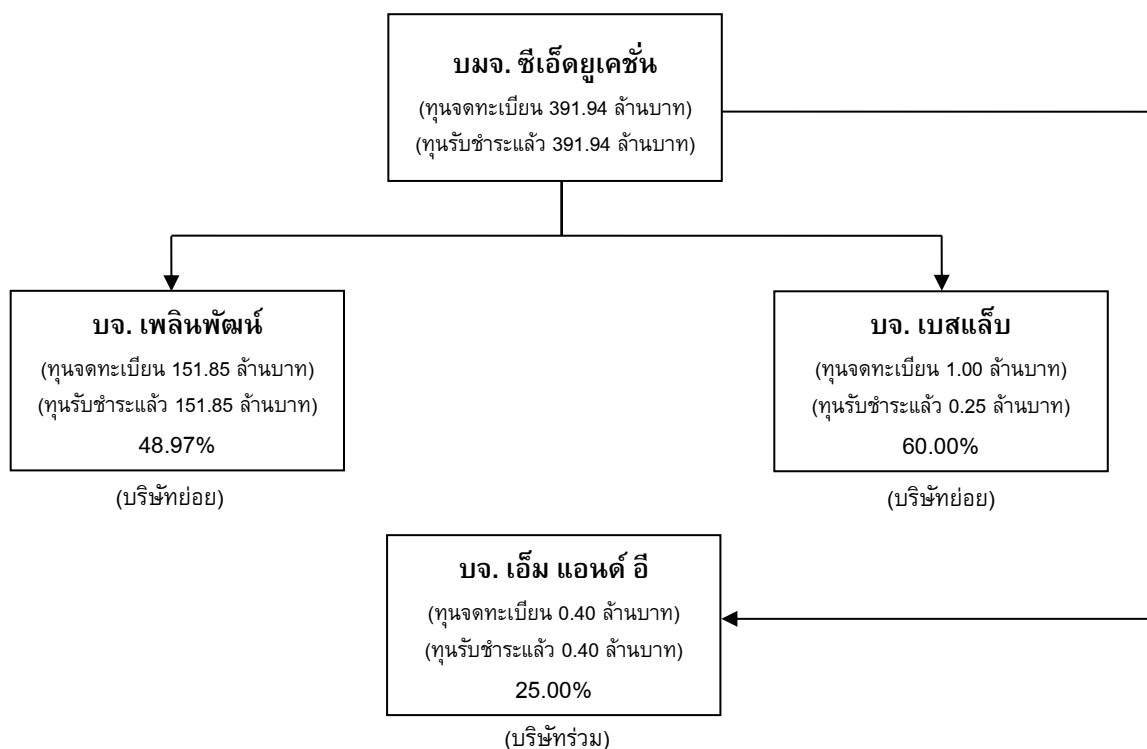 บมจ. ซีเอ็ดยูเคชั่น
(ทุนจดทะเบียน 391.94 ล้านบาท)
(ทุนรับชำระแล้ว 391.94 ล้านบาท)
บจ. เพลินพัฒน์
(ทุนจดทะเบียน 151.85 ล้านบาท)
(ทุนรับชำระแล้ว 151.85 ล้านบาท)
48.97%
(บริษัทย่อย)
บจ. เบสแล็บ
(ทุนจดทะเบียน 1.00 ล้านบาท)
(ทุนรับชำระแล้ว 0.25 ล้านบาท)
60.00%
(บริษัทย่อย)
บจ. เอ็ม แอนด์ อี
(ทุนจดทะเบียน 0.40 ล้านบาท)
(ทุนรับชำระแล้ว 0.40 ล้านบาท)
25.00%
(บริษัทร่วม)